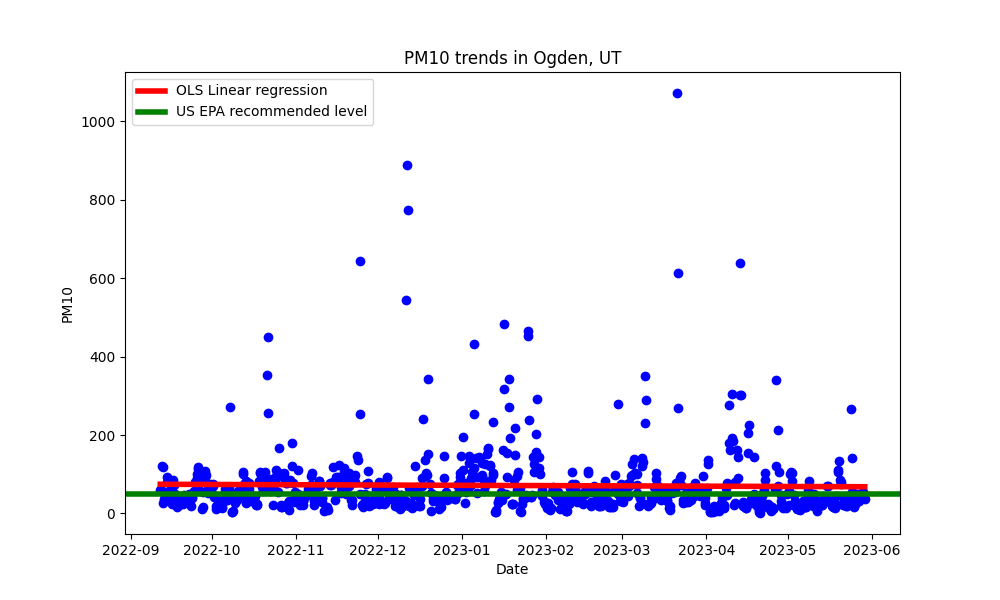 PM10 trends in Ogden, UT
OLS Linear regression
US EPA recommended level
1000
800
600
400
200
0
PM10
2022-09 2022-10 2022-11 2022-12 2023-01 2023-02 2023-03 2023-04 2023-05 2023-06
Date